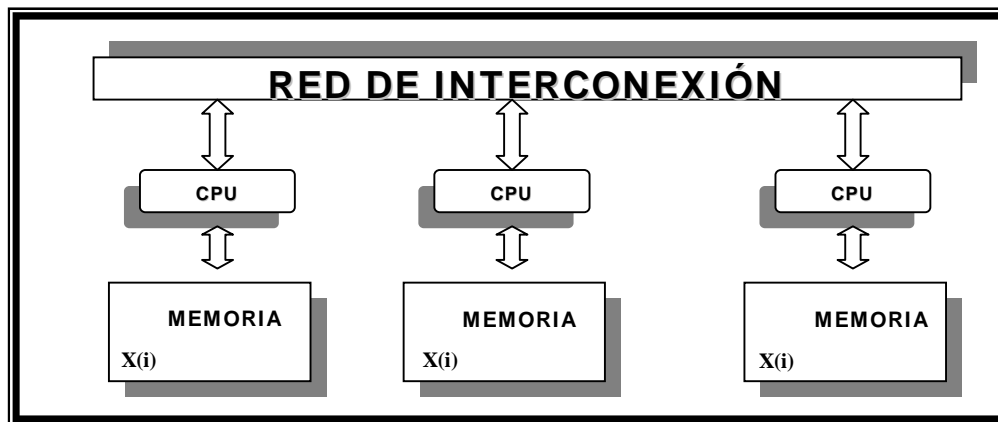 RED DE INTERCONEXIÓN
CPU CPU CPU
MEMORIA MEMORIA MEMORIA
X(i) X(i) X(i)